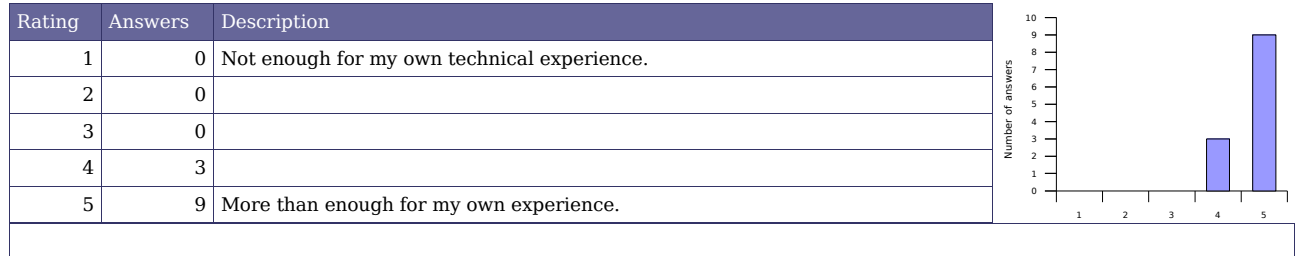 Rating Answers Description
1 0 Not enough for my own technical experience.
2 0
3 0
4 3
5 9 More than enough for my own experience.
Number of answers
10
9
8
7
6
5
4
3
2
1
0
1 2 3 4 5